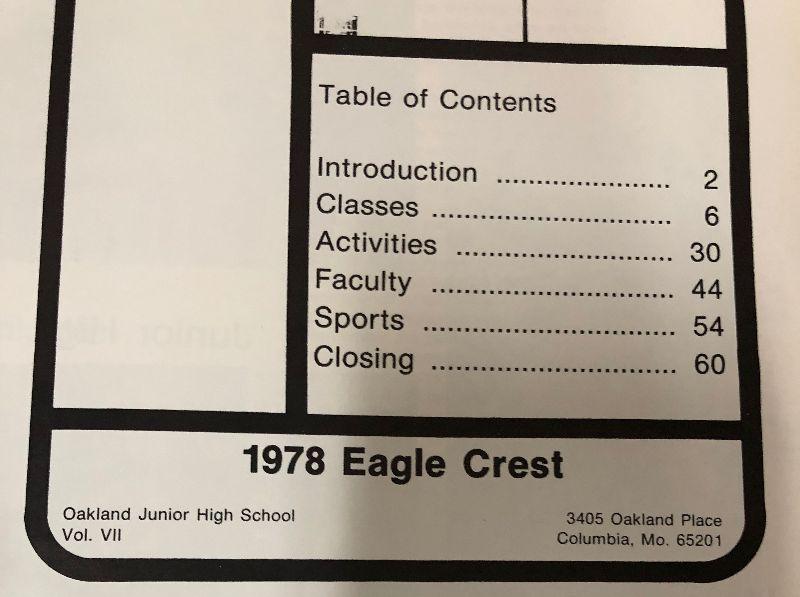 Table of Contents
Introduction ...................... 2
Classes ............................... 6
Activities ............................ 30
Faculty ............................... 44
Sports ................................ 54
Closing ............................... 60
1978 Eagle Crest
Oakland Junior High School
Vol. VII
3405 Oakland Place
Columbia, Mo. 65201